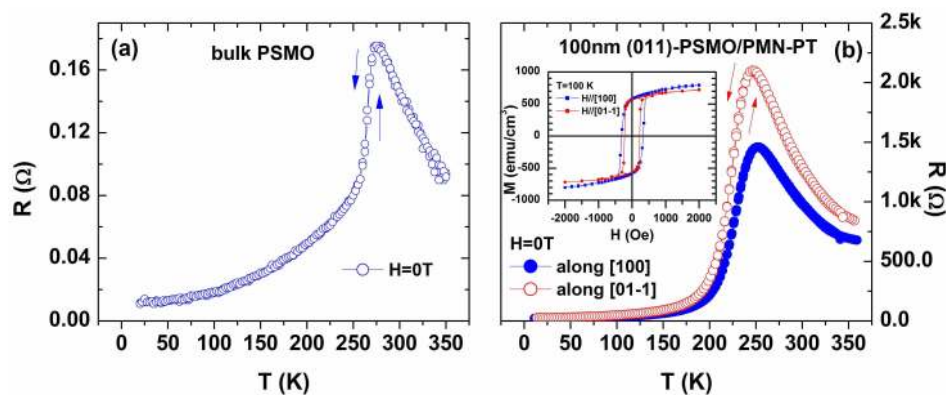 (a)
bulk PSMO
0.16
0.12
0.08
0.04
0.00
R (Ω)
H=0T
0 50 100 150 200 250 300 350
T (K)
100nm (011)-PSMO/PMN-PT
(b)
T=100 K
H//[100]
H//[01-1]
1000
500
0
-500
-1000
M (emu/cm³)
-2000 -1000 0 1000 2000
H (Oe)
H=0T
along [100]
along [01-1]
2.5k
2.0k
1.5k
1.0k
500.0
0.0
R (Ω)
0 50 100 150 200 250 300 350
T (K)